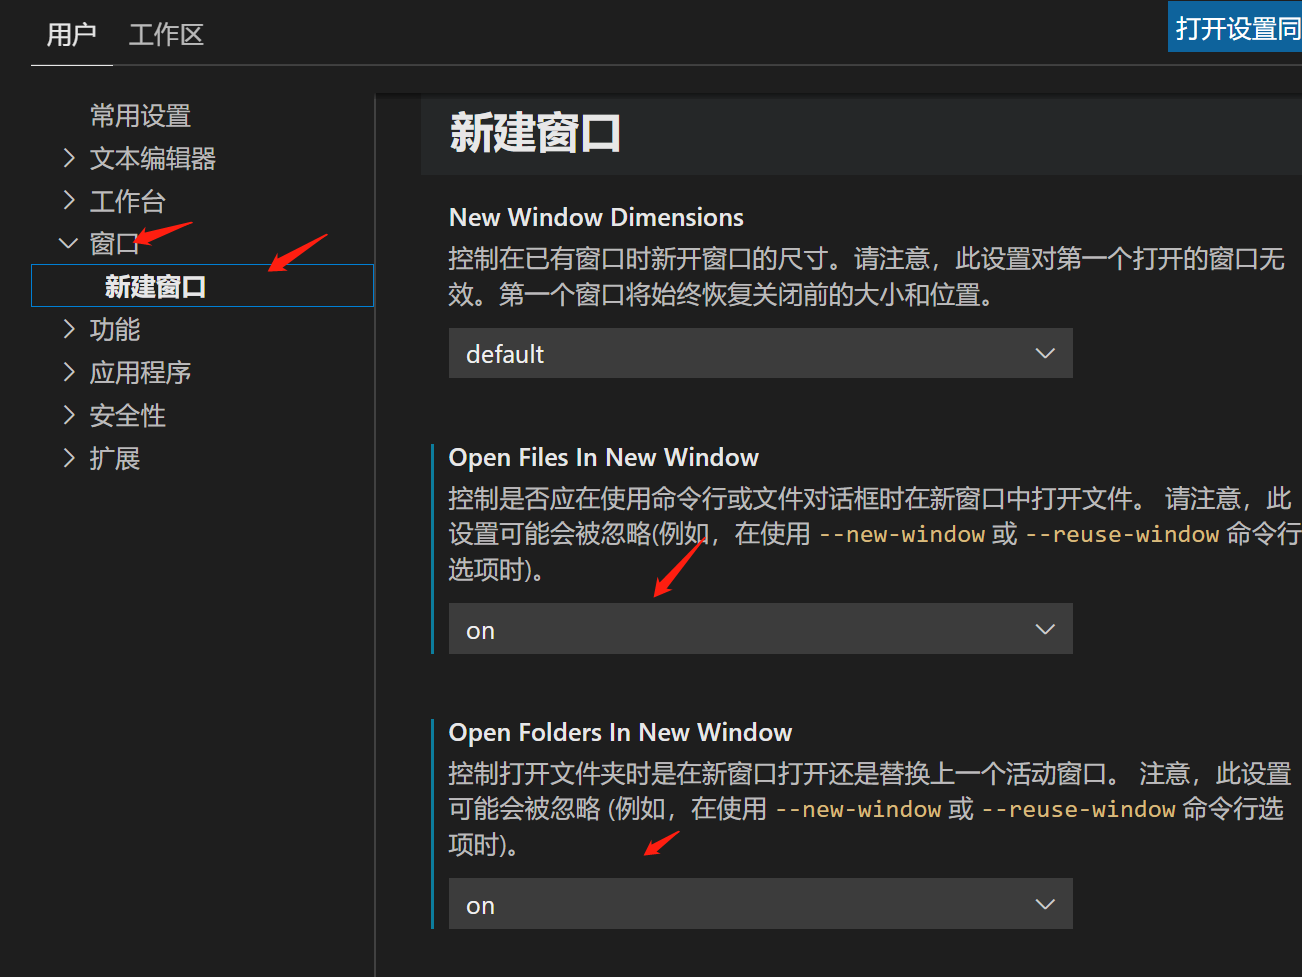 用户 工作区
打开设置同
常用设置
文本编辑器
工作台
窗口
新建窗口
功能
应用程序
安全性
扩展
新建窗口
New Window Dimensions
控制在已有窗口时新开窗口的尺寸。请注意，此设置对第一个打开的窗口无
效。第一个窗口将始终恢复关闭前的大小和位置。
default
Open Files In New Window
控制是否应在使用命令行或文件对话框时在新窗口中打开文件。 请注意，此
设置可能会被忽略(例如，在使用 --new-window 或 --reuse-window 命令行
选项时)。
on
Open Folders In New Window
控制打开文件夹时是在新窗口打开还是替换上一个活动窗口。 注意，此设置
可能会被忽略 (例如，在使用 --new-window 或 --reuse-window 命令行选
项时)。
on